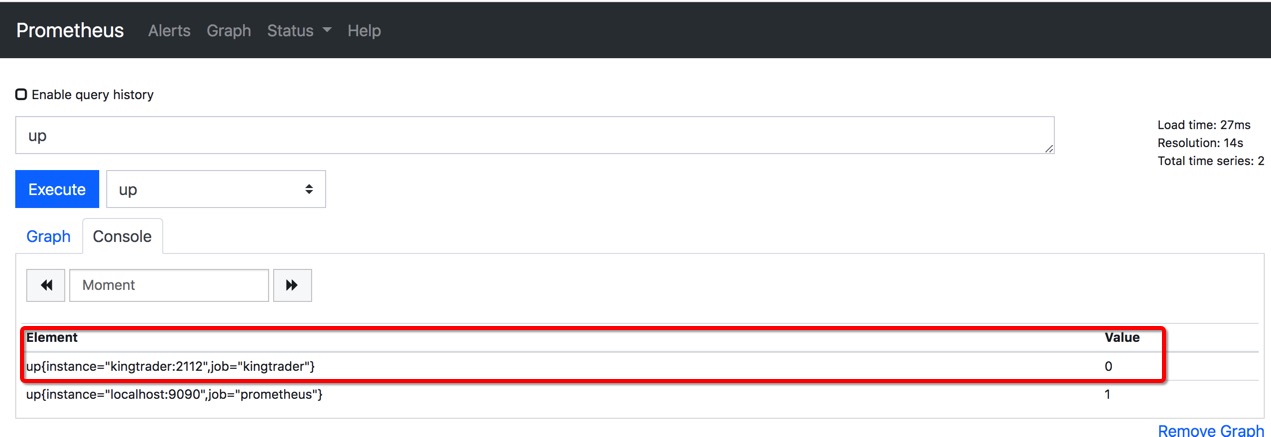 Prometheus Alerts Graph Status Help
Enable query history
up
Load time: 27ms
Resolution: 14s
Total time series: 2
Execute up
Graph Console
Moment
Element Value
up{instance="kingtrader:2112",job="kingtrader"} 0
up{instance="localhost:9090",job="prometheus"} 1
Remove Graph